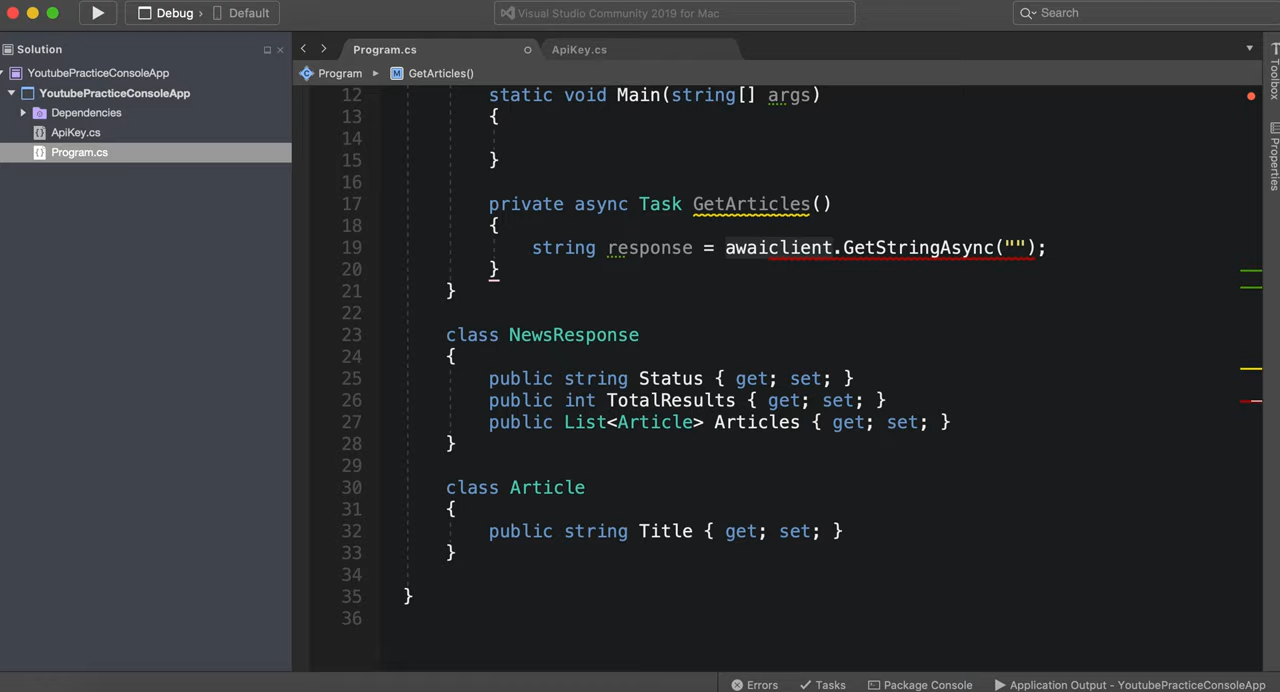 Debug › Default
Visual Studio Community 2019 for Mac
Search
Solution
YoutubePracticeConsoleApp
YoutubePracticeConsoleApp
Dependencies
ApiKey.cs
Program.cs
Program.cs
ApiKey.cs
Program
M GetArticles()
12 static void Main(string[] args)
13 {
14
15 }
16
17 private async Task GetArticles()
18 {
19 string response = awaiclient.GetStringAsync("");
20 }
21 }
22
23 class NewsResponse
24 {
25 public string Status { get; set; }
26 public int TotalResults { get; set; }
27 public List<Article> Articles { get; set; }
28 }
29
30 class Article
31 {
32 public string Title { get; set; }
33 }
34
35 }
36
Toolbox
Properties
Errors
Tasks
Package Console
Application Output - YoutubePracticeConsoleApp